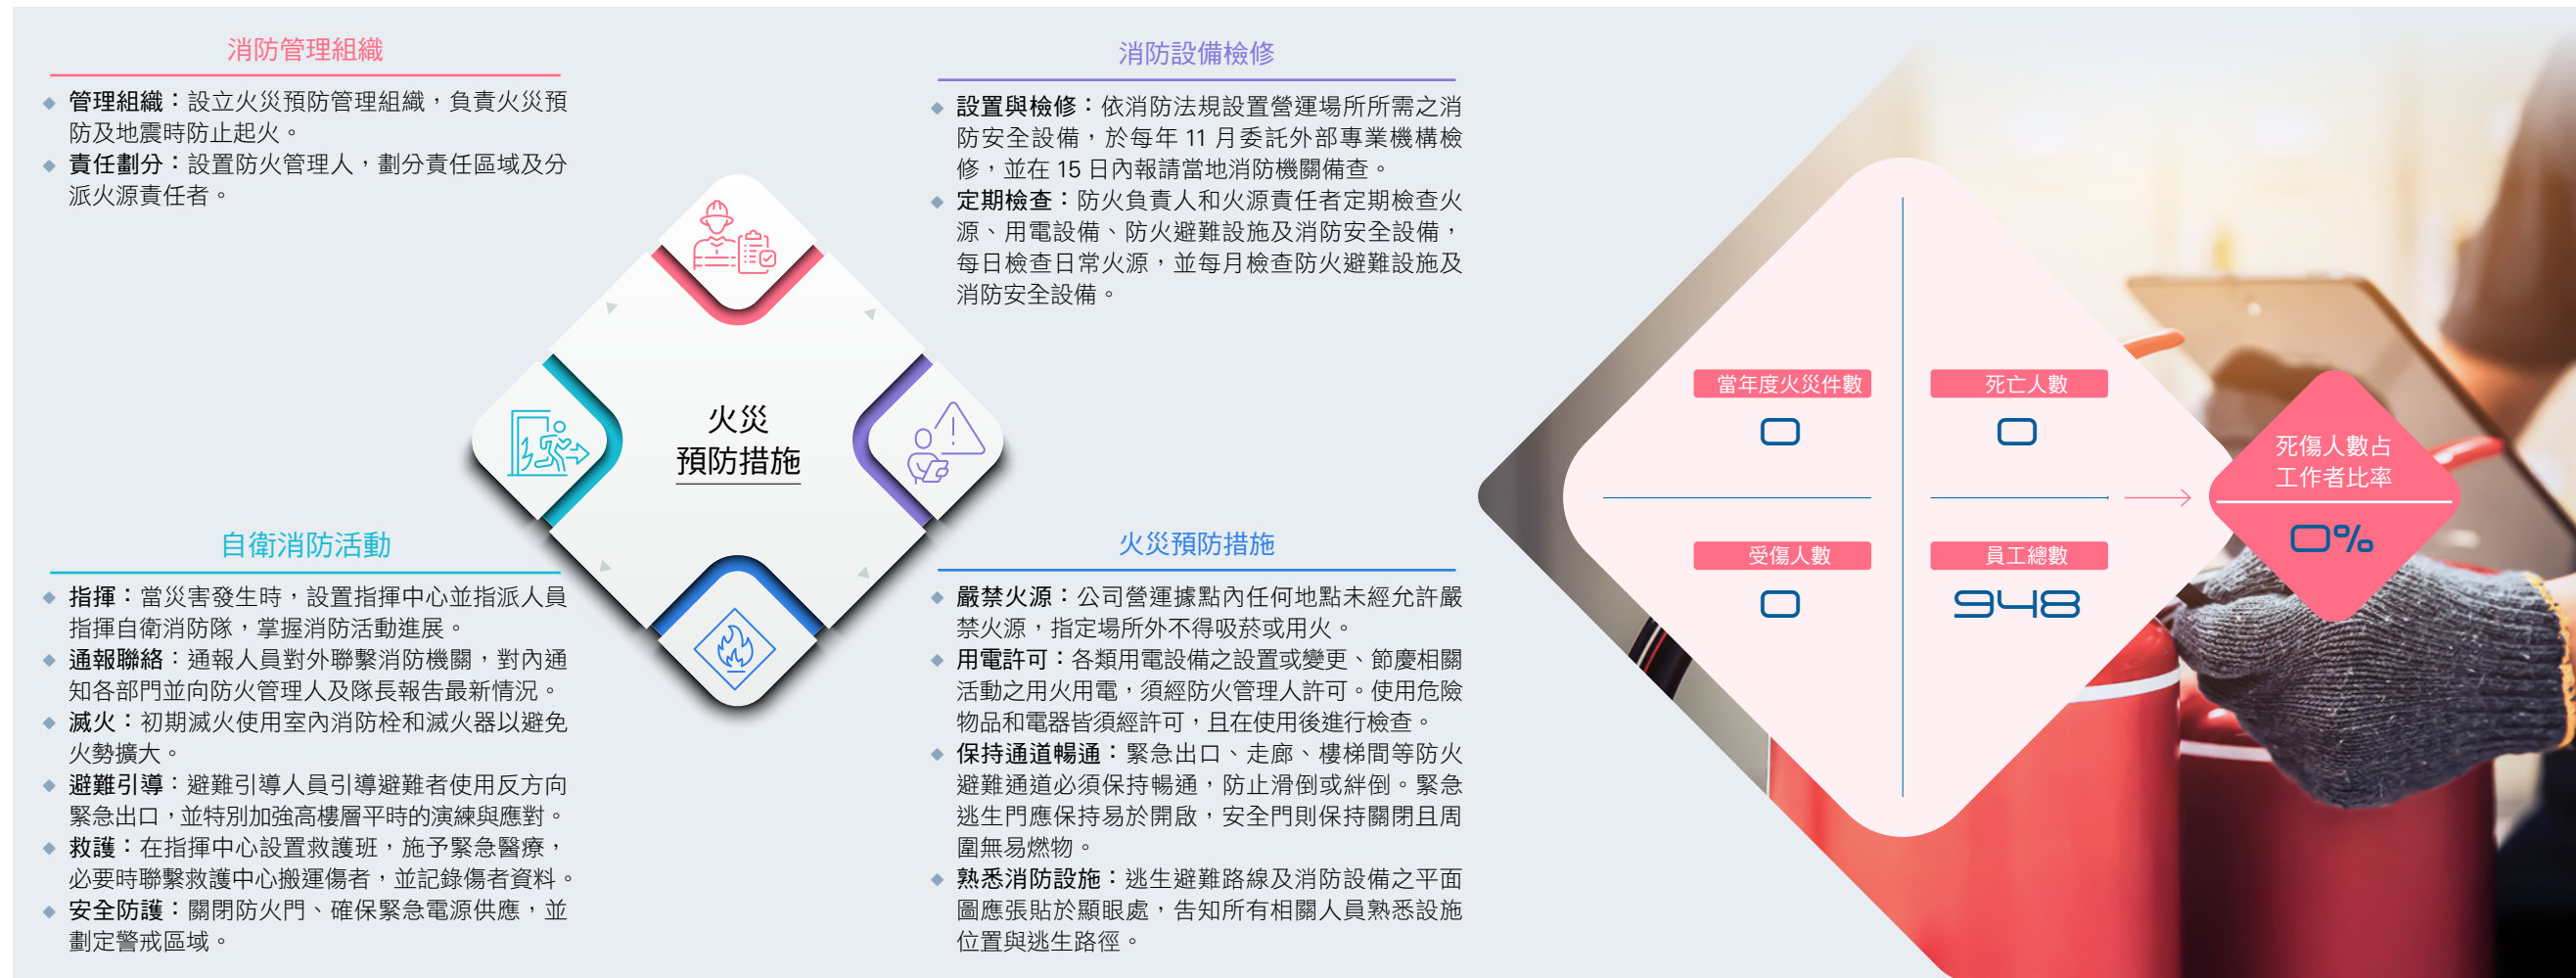 消防管理組織
◆ 管理組織：設立火災預防管理組織，負責火災預
防及地震時防止起火。
◆ 責任劃分：設置防火管理人，劃分責任區域及分
派火源責任者。
消防設備檢修
◆ 設置與檢修：依消防法規設置營運場所所需之消
防安全設備，於每年 11 月委託外部專業機構檢
修，並在 15 日內報請當地消防機關備查。
◆ 定期檢查：防火負責人和火源責任者定期檢查火
源、用電設備、防火避難設施及消防安全設備，
每日檢查日常火源，並每月檢查防火避難設施及
消防安全設備。
火災
預防措施
自衛消防活動
◆ 指揮：當災害發生時，設置指揮中心並指派人員
指揮自衛消防隊，掌握消防活動進展。
◆ 通報聯絡：通報人員對外聯繫消防機關，對內通
知各部門並向防火管理人及隊長報告最新情況。
◆ 滅火：初期滅火使用室內消防栓和滅火器以避免
火勢擴大。
◆ 避難引導：避難引導人員引導避難者使用反方向
緊急出口，並特別加強高樓層平時的演練與應對。
◆ 救護：在指揮中心設置救護班，施予緊急醫療，
必要時聯繫救護中心搬運傷者，並記錄傷者資料。
◆ 安全防護：關閉防火門、確保緊急電源供應，並
劃定警戒區域。
火災預防措施
◆ 嚴禁火源：公司營運據點內任何地點未經允許嚴
禁火源，指定場所外不得吸菸或用火。
◆ 用電許可：各類用電設備之設置或變更、節慶相關
活動之用火用電，須經防火管理人許可。使用危險
物品和電器皆須經許可，且在使用後進行檢查。
◆ 保持通道暢通：緊急出口、走廊、樓梯間等防火
避難通道必須保持暢通，防止滑倒或絆倒。緊急
逃生門應保持易於開啟，安全門則保持關閉且周
圍無易燃物。
◆ 熟悉消防設施：逃生避難路線及消防設備之平面
圖應張貼於顯眼處，告知所有相關人員熟悉設施
位置與逃生路徑。
當年度火災件數
0
死亡人數
0
受傷人數
0
員工總數
948
死傷人數占
工作者比率
0%